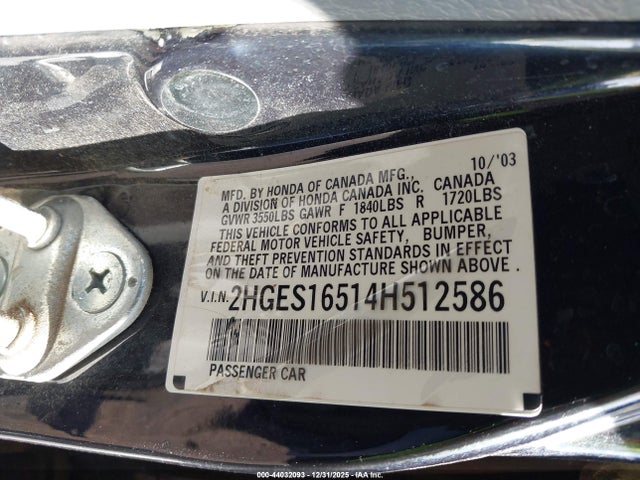 10/'03
MFD. BY HONDA OF CANADA MFG.,
A DIVISION OF HONDA CANADA INC. CANADA
GVWR 3550LBS GAWR F 1840LBS R 1720LBS
THIS VEHICLE CONFORMS TO ALL APPLICABLE
FEDERAL MOTOR VEHICLE SAFETY, BUMPER,
AND THEFT PREVENTION STANDARDS IN EFFECT
ON THE DATE OF MANUFACTURE SHOWN ABOVE.
V.I.N. 2HGES16514H512586
PASSENGER CAR
000-44032093 - 12/31/2025 - IAA Inc.